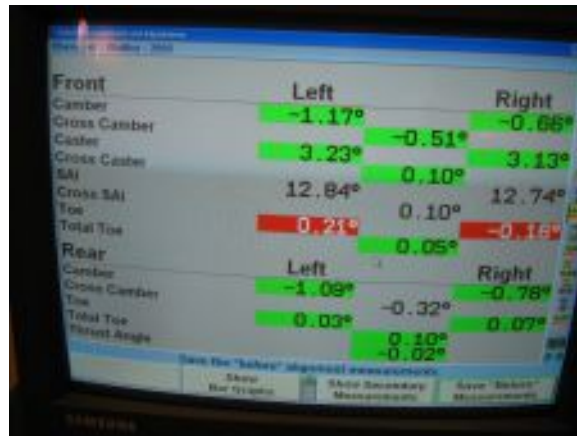 Front Left Right
Camber -1.17° -0.66°
Cross Camber -0.51°
Caster 3.23° 3.13°
Cross Caster 0.10°
SAI 12.84° 12.74°
Cross SAI 0.10°
Toe 0.21° -0.16°
Total Toe 0.05°
Rear Left Right
Camber -1.09° -0.76°
Cross Camber -0.32°
Toe 0.03° 0.07°
Total Toe 0.10°
Thrust Angle -0.02°
Save the "before" alignment measurements
Show Bar Graphs
Show Secondary Measurements
Save "Before" Measurements
SAMSUNG